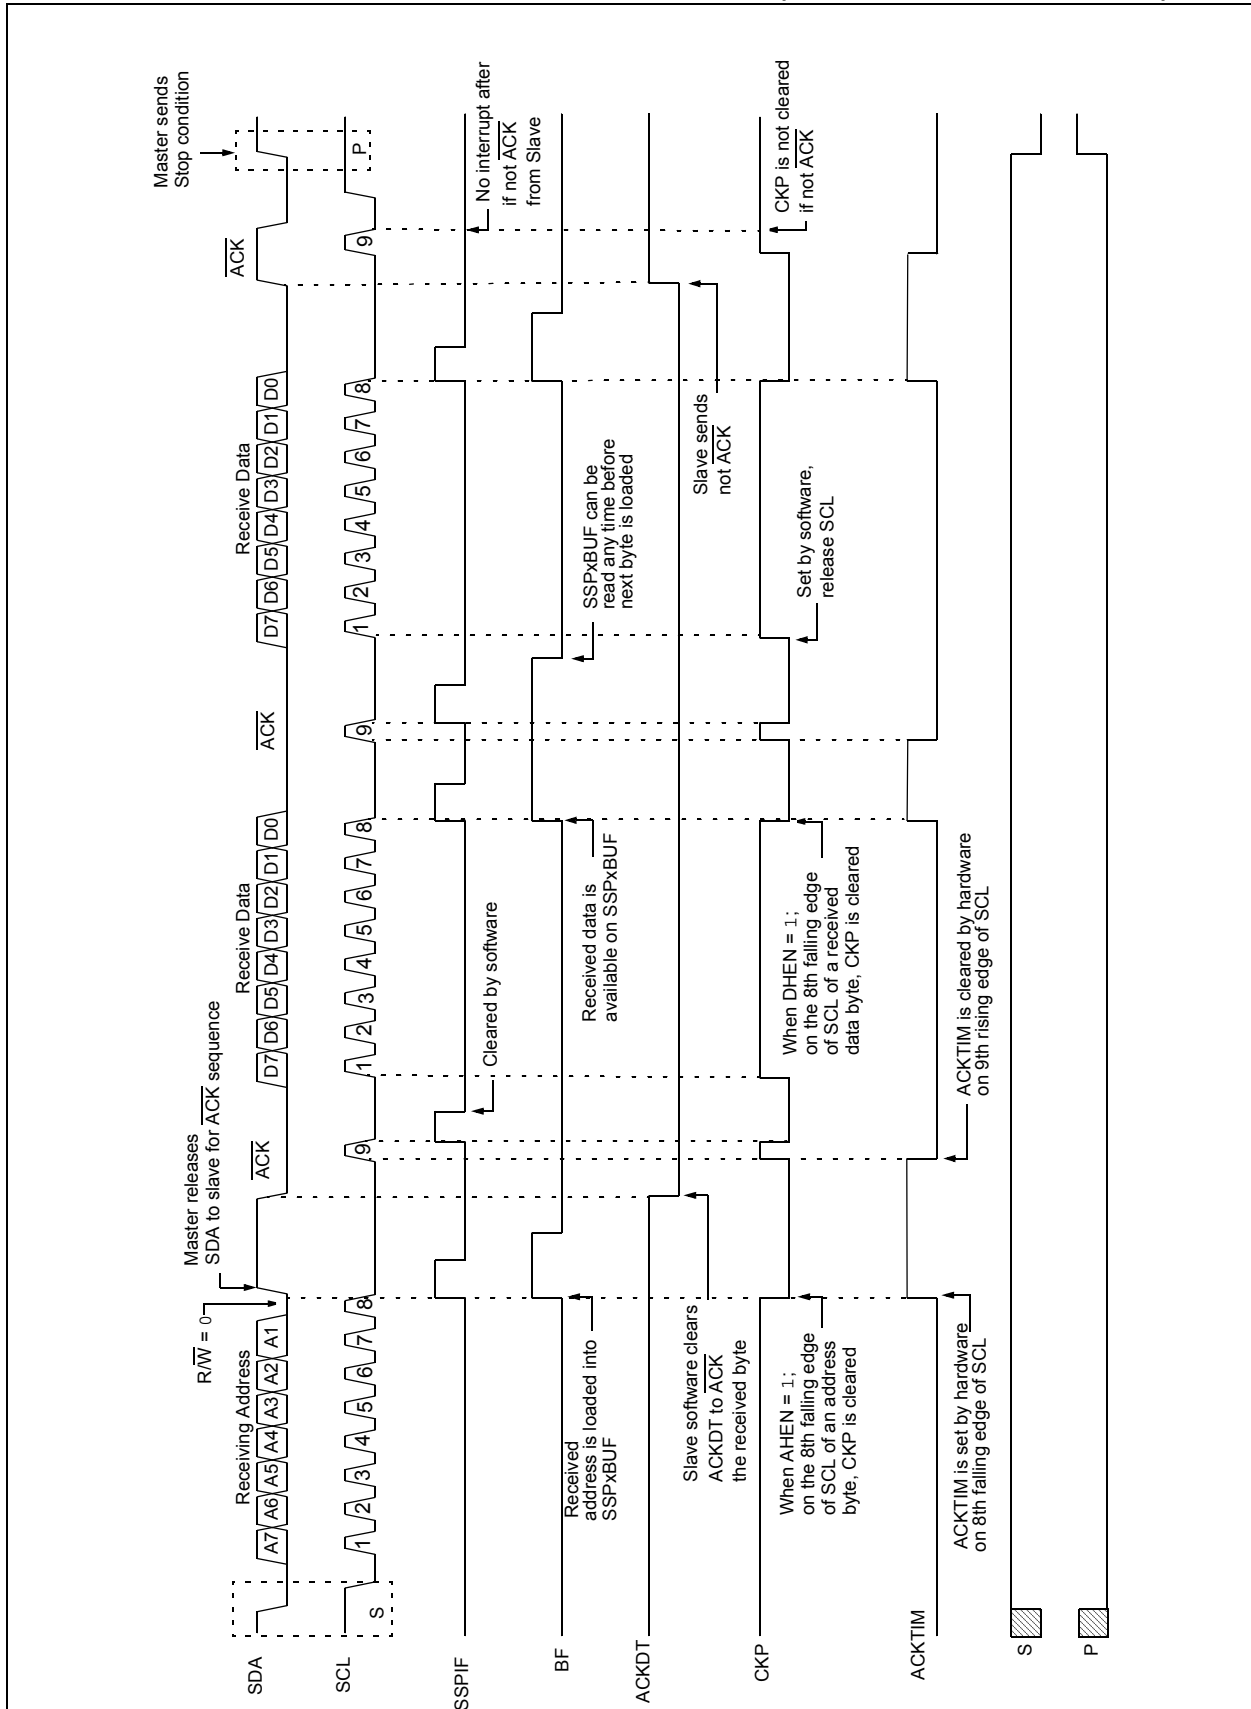 Master sends
Stop condition
Master releases
SDA to slave for ACK sequence
R/W = 0
Receiving Address
ACK
Receive Data
ACK
Receive Data
ACK
SDA
A7 A6 A5 A4 A3 A2 A1
D7 D6 D5 D4 D3 D2 D1 D0
D7 D6 D5 D4 D3 D2 D1 D0
SCL
S
1 2 3 4 5 6 7 8 9
1 2 3 4 5 6 7 8 9
1 2 3 4 5 6 7 8 9
P
SSPIF
Cleared by software
No interrupt after
if not ACK
from Slave
BF
Received
address is loaded into
SSPxBUF
Received data is
available on SSPxBUF
SSPxBUF can be
read any time before
next byte is loaded
ACKDT
Slave software clears
ACKDT to ACK
the received byte
Slave sends
not ACK
CKP
When AHEN = 1;
on the 8th falling edge
of SCL of an address
byte, CKP is cleared
When DHEN = 1;
on the 8th falling edge
of SCL of a received
data byte, CKP is cleared
Set by software,
release SCL
CKP is not cleared
if not ACK
ACKTIM
ACKTIM is set by hardware
on 8th falling edge of SCL
ACKTIM is cleared by hardware
on 9th rising edge of SCL
S
P